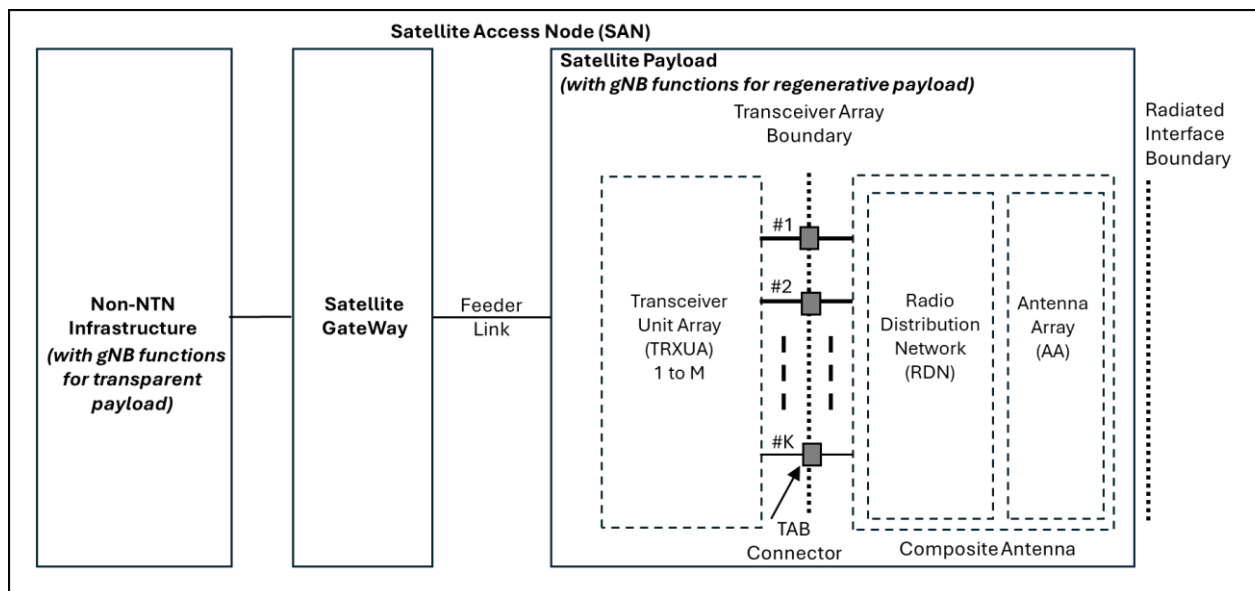 Satellite Access Node (SAN)
Non-NTN
Infrastructure
(with gNB functions
for transparent
payload)
Satellite
GateWay
Feeder
Link
Satellite Payload
(with gNB functions for regenerative payload)
Transceiver Array
Boundary
Transceiver
Unit Array
(TRXUA)
1 to M
#1
#2
#K
TAB
Connector
Radio
Distribution
Network
(RDN)
Antenna
Array
(AA)
Composite Antenna
Radiated
Interface
Boundary